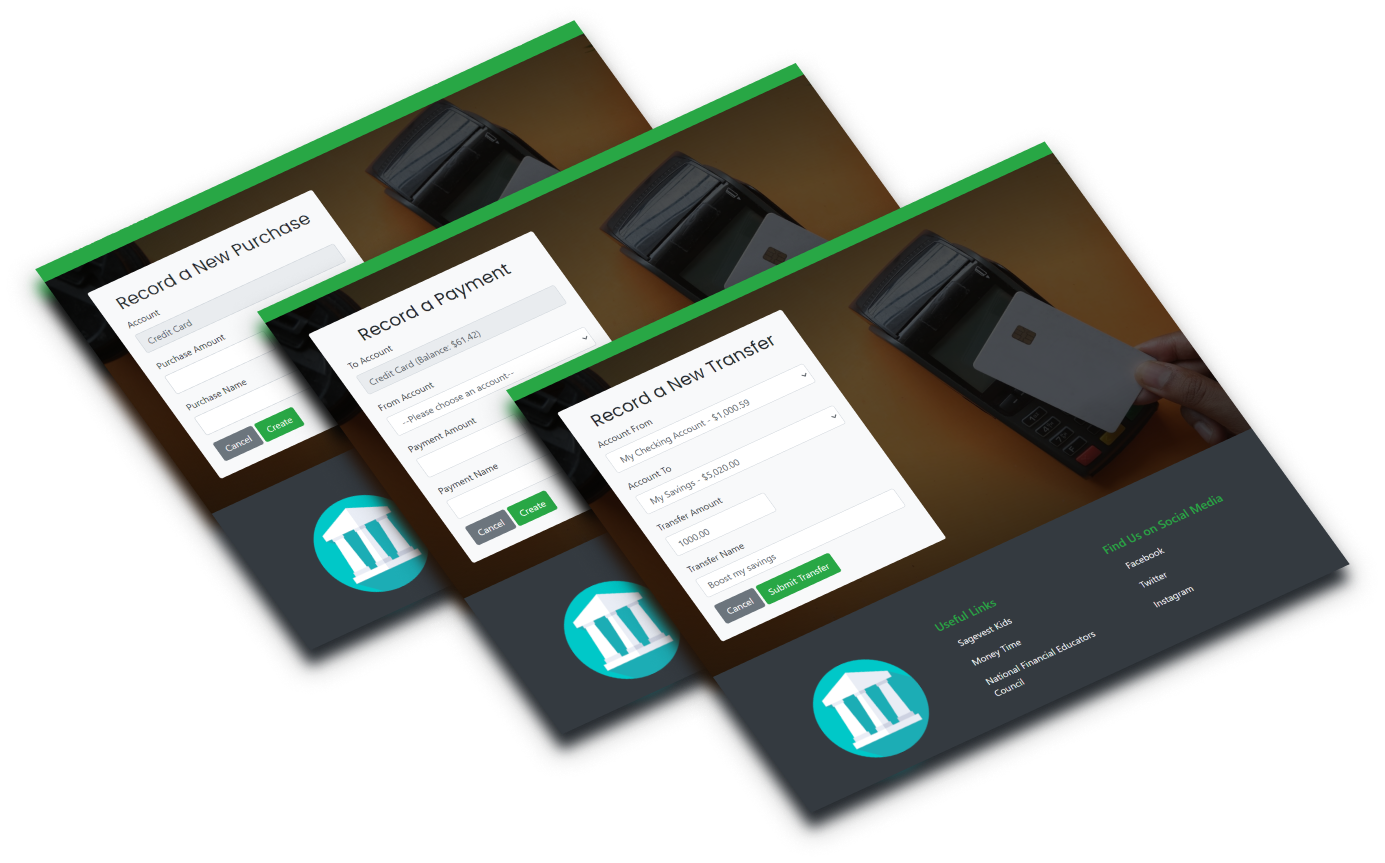 Record a New Purchase
Account
Credit Card
Purchase Amount
Purchase Name
Cancel
Create
Record a Payment
To Account
Credit Card (Balance: $61.42)
From Account
--Please choose an account--
Payment Amount
Payment Name
Cancel
Create
Record a New Transfer
Account From
My Checking Account - $1,000.59
Account To
My Savings - $5,020.00
Transfer Amount
1000.00
Transfer Name
Boost my savings
Cancel
Submit Transfer
Useful Links
Sagevest Kids
Money Time
National Financial Educators
Council
Find Us on Social Media
Facebook
Twitter
Instagram